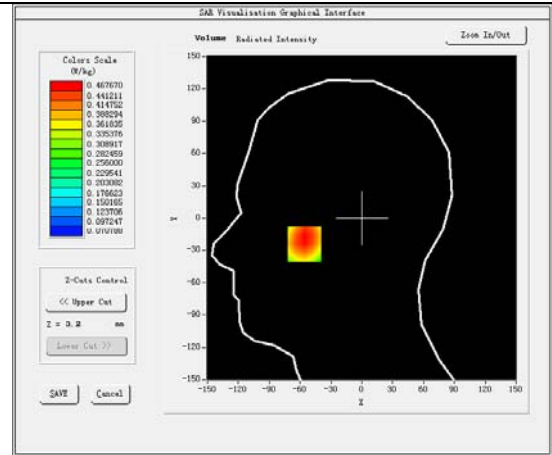 SAR Visualisation Graphical Interface
Volume Radiated Intensity
Zoom In/Out
Colors Scale
(W/kg)
0.467670
0.441211
0.414752
0.388294
0.361835
0.335376
0.308917
0.282459
0.256000
0.229541
0.203082
0.176623
0.150165
0.123706
0.097247
0.070788
150
120
90
60
30
0
-30
-60
-90
-120
-150
Y
-150 -120 -90 -60 -30 0 30 60 90 120 150
X
Z-Cuts Control
<< Upper Cut
Z = 3.2 mm
Lower Cut >>
SAVE
Cancel